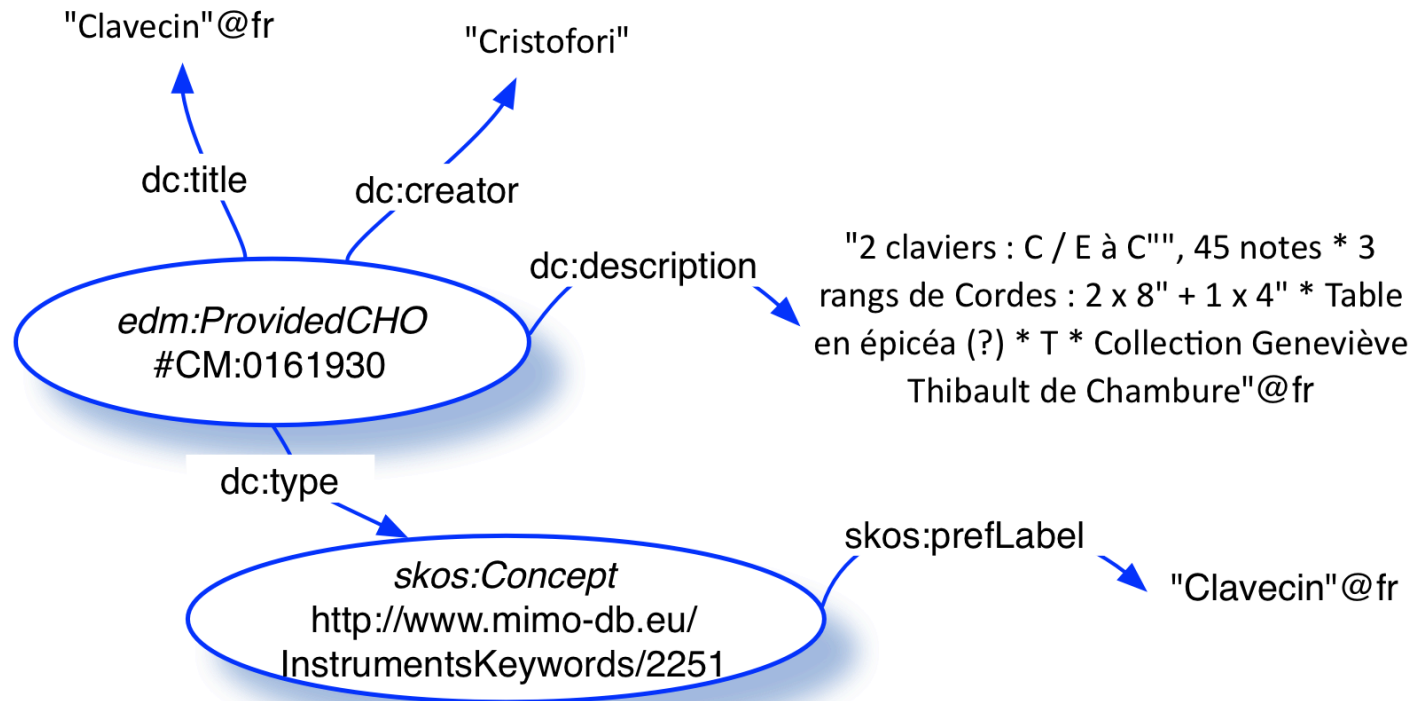 "Clavecin"@fr
"Cristofori"
dc:title
dc:creator
dc:description
"2 claviers : C / E à C"", 45 notes * 3
rangs de Cordes : 2 x 8" + 1 x 4" * Table
en épicéa (?) * T * Collection Geneviève
Thibault de Chambure"@fr
edm:ProvidedCHO
#CM:0161930
dc:type
skos:Concept
http://www.mimo-db.eu/
InstrumentsKeywords/2251
skos:prefLabel
"Clavecin"@fr